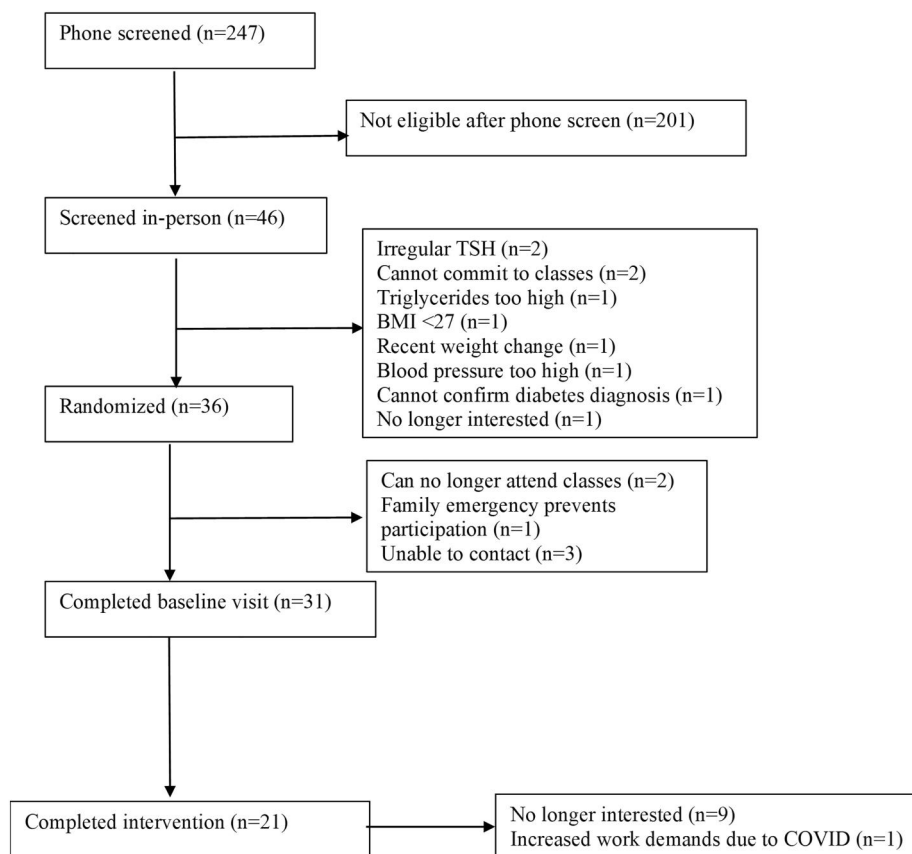 Phone screened (n=247)
Not eligible after phone screen (n=201)
Screened in-person (n=46)
Irregular TSH (n=2)
Cannot commit to classes (n=2)
Triglycerides too high (n=1)
BMI <27 (n=1)
Recent weight change (n=1)
Blood pressure too high (n=1)
Cannot confirm diabetes diagnosis (n=1)
No longer interested (n=1)
Randomized (n=36)
Can no longer attend classes (n=2)
Family emergency prevents
participation (n=1)
Unable to contact (n=3)
Completed baseline visit (n=31)
Completed intervention (n=21)
No longer interested (n=9)
Increased work demands due to COVID (n=1)